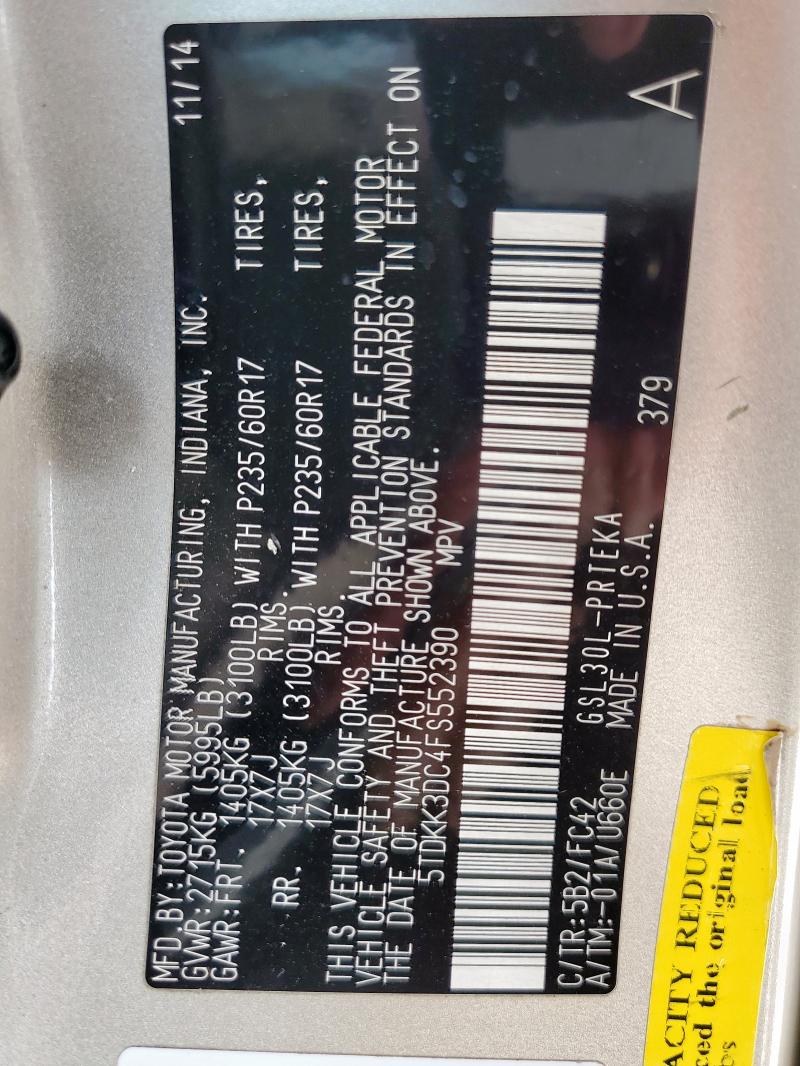 MFD.BY:TOYOTA MOTOR MANUFACTURING, INDIANA, INC. 11/14
GVWR:2715KG(5995LB)
GAWR:FRT. 1405KG (3100LB) WITH P235/60R17 TIRES,
17X7J RIMS.
RR. 1405KG (3100LB) WITH P235/60R17 TIRES,
17X7J RIMS.
THIS VEHICLE CONFORMS TO ALL APPLICABLE FEDERAL MOTOR
VEHICLE SAFETY AND THEFT PREVENTION STANDARDS IN EFFECT ON
THE DATE OF MANUFACTURE SHOWN ABOVE.
5TDKK3DC4FS552390 MPV
C/TR:5B2/FC42 GSL30L-PRTEKA
A/TM:-01A/U660E MADE IN U.S.A. 379
A
ACITY REDUCED
ced the original load